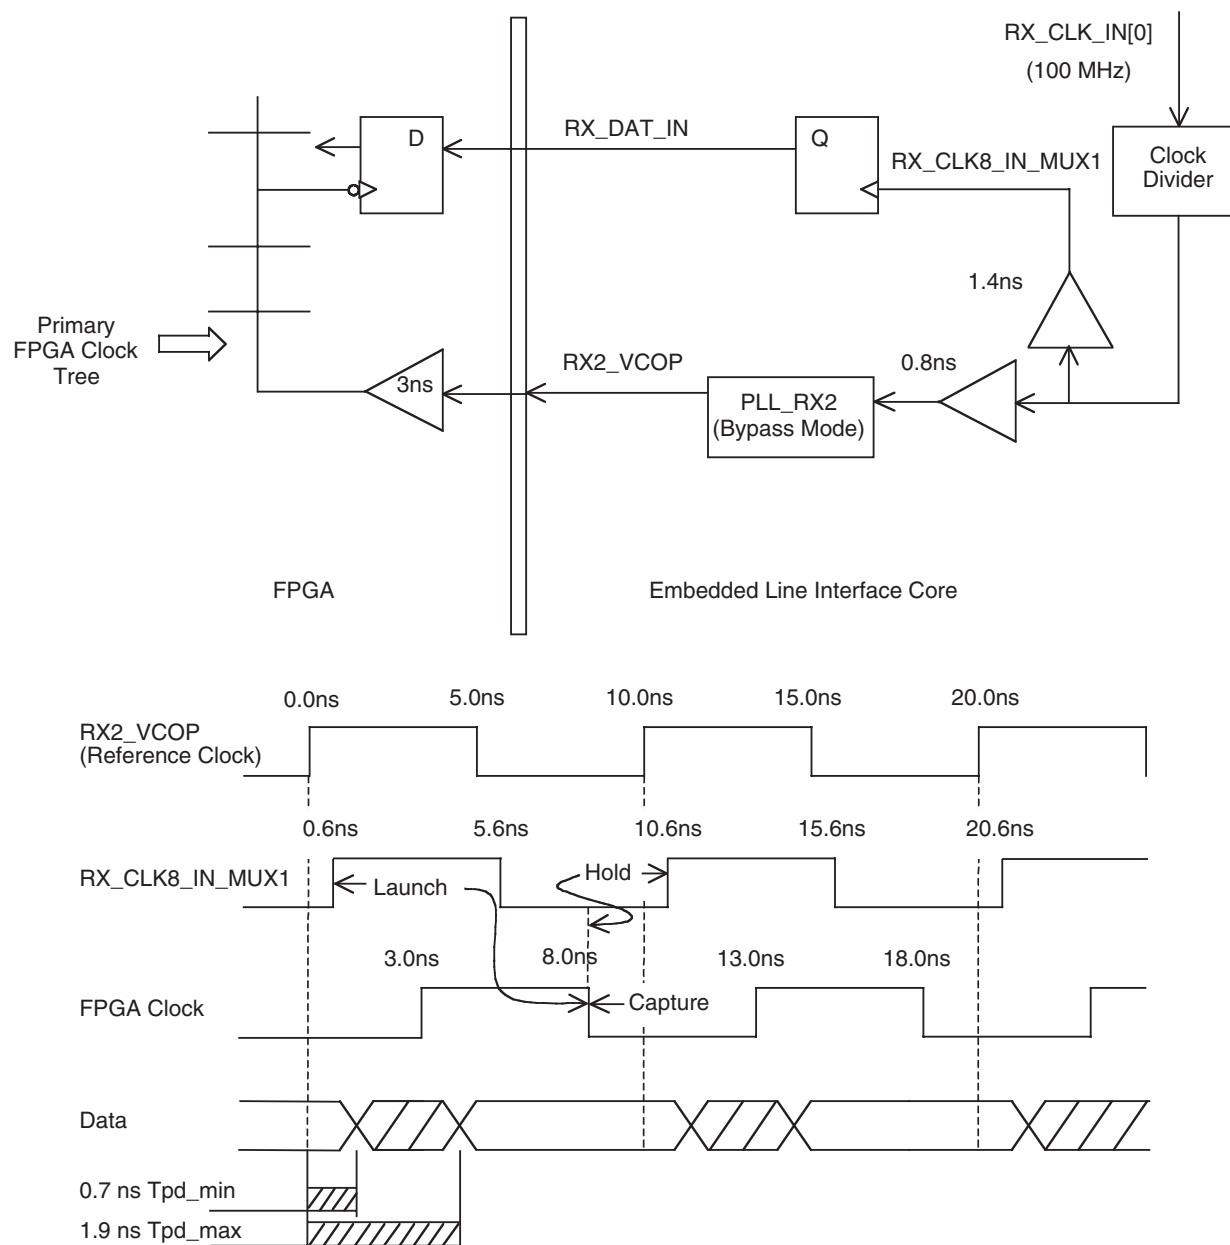 RX_CLK_IN[0]
(100 MHz)
D
RX_DAT_IN
Q
RX_CLK8_IN_MUX1
Clock
Divider
1.4ns
Primary
FPGA Clock
Tree
3ns
RX2_VCOP
0.8ns
PLL_RX2
(Bypass Mode)
FPGA
Embedded Line Interface Core
0.0ns
5.0ns
10.0ns
15.0ns
20.0ns
RX2_VCOP
(Reference Clock)
0.6ns
5.6ns
10.6ns
15.6ns
20.6ns
RX_CLK8_IN_MUX1
Launch
Hold
3.0ns
8.0ns
13.0ns
18.0ns
FPGA Clock
Capture
Data
0.7 ns Tpd_min
1.9 ns Tpd_max